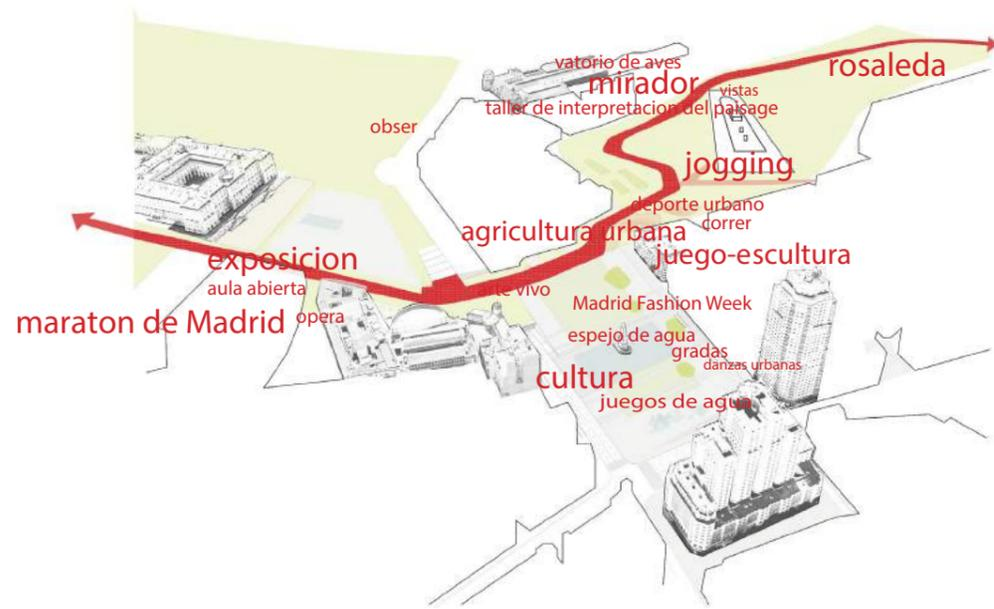 vatorio de aves
mirador
rosaleda
vistas
taller de interpretacion del paisage
obser
jogging
deporte urbano
correr
agricultura urbana
juego-escultura
exposicion
aula abierta
arte vivo
Madrid Fashion Week
maraton de Madrid
opera
espejo de agua
gradas
danzas urbanas
cultura
juegos de agua